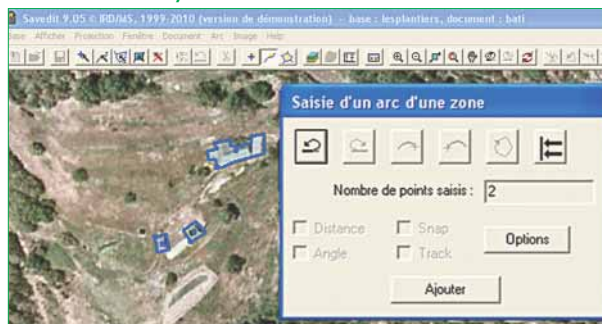 Savedit 9.05 © IRD/MS, 1999-2010 (version de démonstration) -- base : lesplantiers, document : bati
Base Afficher Projection Fenêtre Document Arc Image Help
Saisie d'un arc d'une zone
Nombre de points saisis : 2
Distance Snap Options
Angle Track
Ajouter